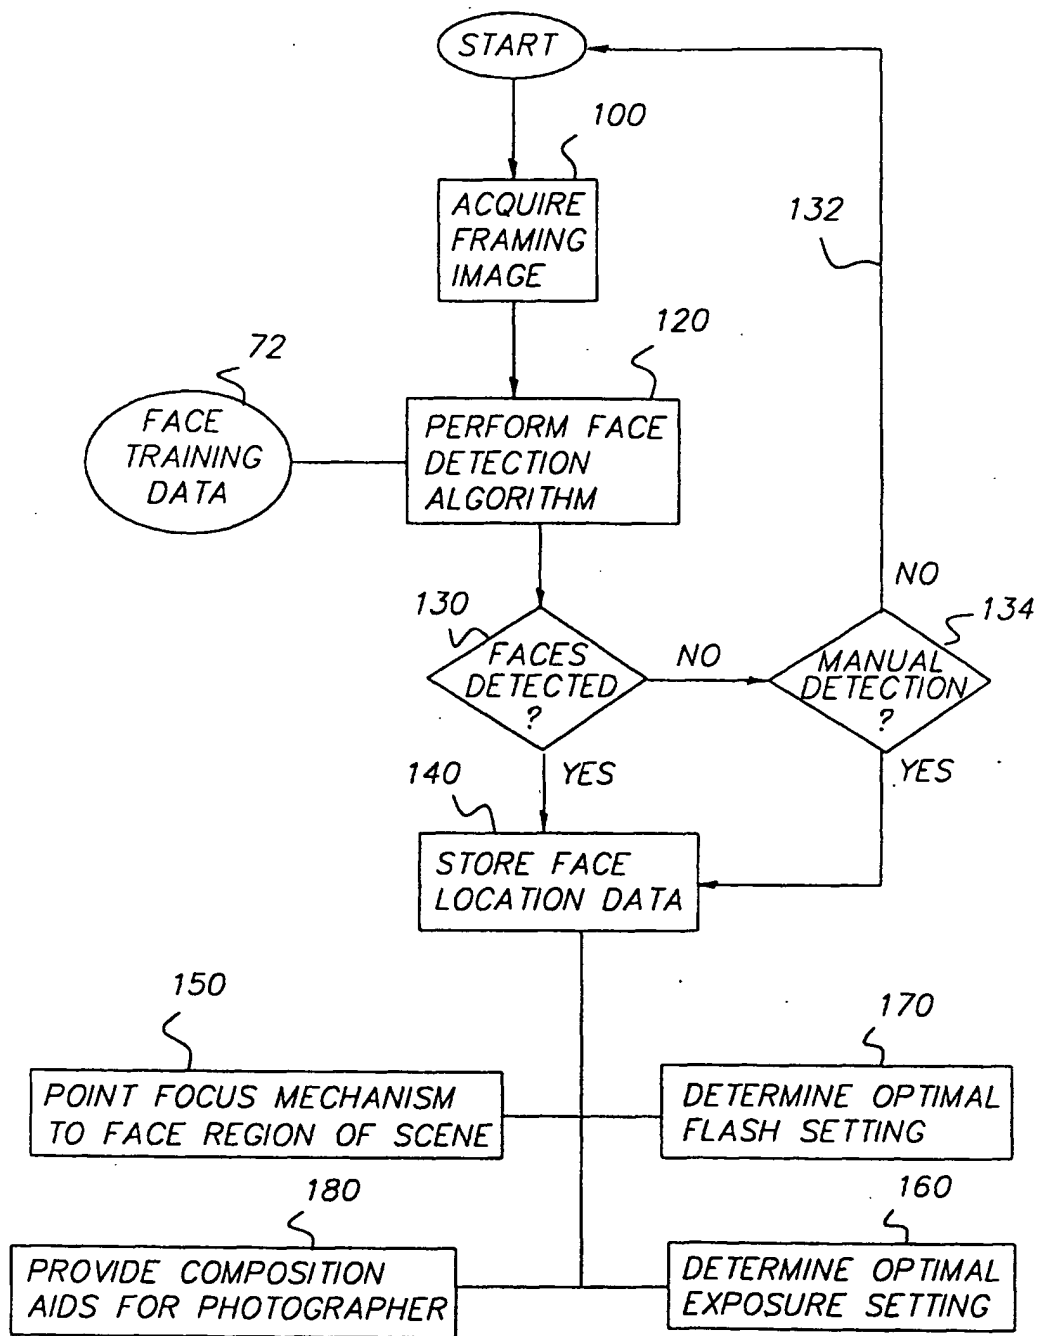 START
100
ACQUIRE
FRAMING
IMAGE
132
120
72
FACE
TRAINING
DATA
PERFORM FACE
DETECTION
ALGORITHM
NO
130
134
FACES
DETECTED
?
NO
MANUAL
DETECTION
?
140
YES
YES
STORE FACE
LOCATION DATA
150
170
POINT FOCUS MECHANISM
TO FACE REGION OF SCENE
DETERMINE OPTIMAL
FLASH SETTING
180
160
PROVIDE COMPOSITION
AIDS FOR PHOTOGRAPHER
DETERMINE OPTIMAL
EXPOSURE SETTING